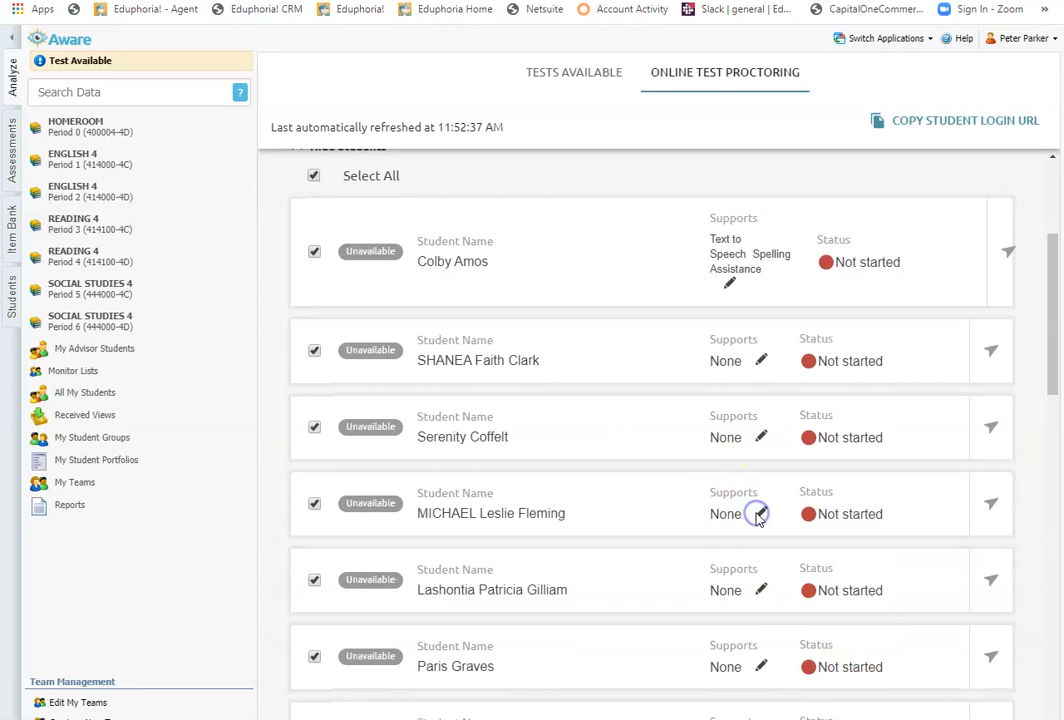 Apps
Eduphoria! - Agent
Eduphoria! CRM
Eduphoria!
Eduphoria Home
Netsuite
Account Activity
Slack | general | Ed...
CapitalOneCommer...
Sign In - Zoom
»
Aware
Switch Applications
Help
Peter Parker
Test Available
Search Data
?
Analyze
Assessments
Item Bank
Students
HOMEROOM
Period 0 (400004-4D)
ENGLISH 4
Period 1 (414000-4C)
ENGLISH 4
Period 2 (414000-4D)
READING 4
Period 3 (414100-4C)
READING 4
Period 4 (414100-4D)
SOCIAL STUDIES 4
Period 5 (444000-4C)
SOCIAL STUDIES 4
Period 6 (444000-4D)
My Advisor Students
Monitor Lists
All My Students
Received Views
My Student Groups
My Student Portfolios
My Teams
Reports
Team Management
Edit My Teams
TESTS AVAILABLE
ONLINE TEST PROCTORING
Last automatically refreshed at 11:52:37 AM
COPY STUDENT LOGIN URL
Hide Students
Select All
Unavailable
Student Name
Colby Amos
Supports
Text to
Speech Spelling
Assistance
Status
Not started
Unavailable
Student Name
SHANEA Faith Clark
Supports
None
Status
Not started
Unavailable
Student Name
Serenity Coffelt
Supports
None
Status
Not started
Unavailable
Student Name
MICHAEL Leslie Fleming
Supports
None
Status
Not started
Unavailable
Student Name
Lashontia Patricia Gilliam
Supports
None
Status
Not started
Unavailable
Student Name
Paris Graves
Supports
None
Status
Not started